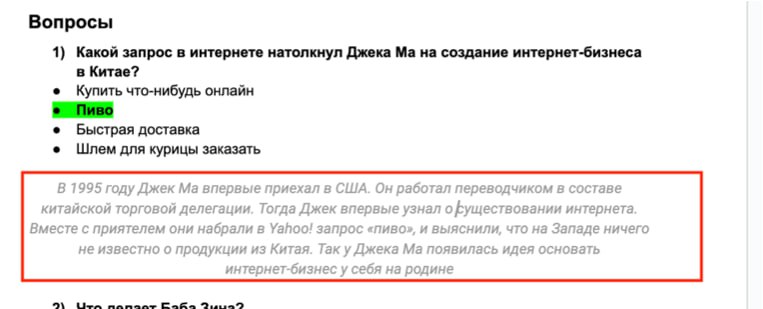 Вопросы
1) Какой запрос в интернете натолкнул Джека Ма на создание интернет-бизнеса
в Китае?
● Купить что-нибудь онлайн
● Пиво
● Быстрая доставка
● Шлем для курицы заказать
В 1995 году Джек Ма впервые приехал в США. Он работал переводчиком в составе
китайской торговой делегации. Тогда Джек впервые узнал о существовании интернета.
Вместе с приятелем они набрали в Yahoo! запрос «пиво», и выяснили, что на Западе ничего
не известно о продукции из Китая. Так у Джека Ма появилась идея основать
интернет-бизнес у себя на родине
2) Что делает Баба Зина?